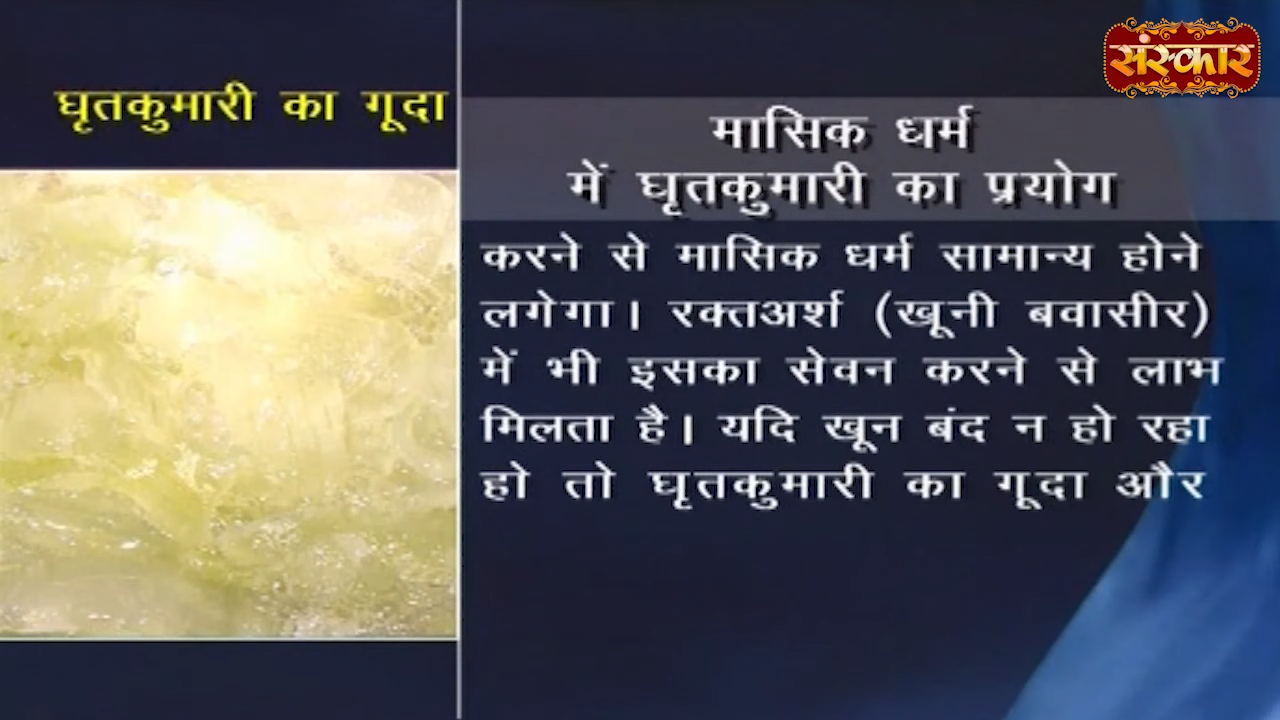 संस्कार
घृतकुमारी का गूदा
मासिक धर्म
में घृतकुमारी का प्रयोग
करने से मासिक धर्म सामान्य होने
लगेगा। रक्तअर्श (खूनी बवासीर)
में भी इसका सेवन करने से लाभ
मिलता है। यदि खून बंद न हो रहा
हो तो घृतकुमारी का गूदा और